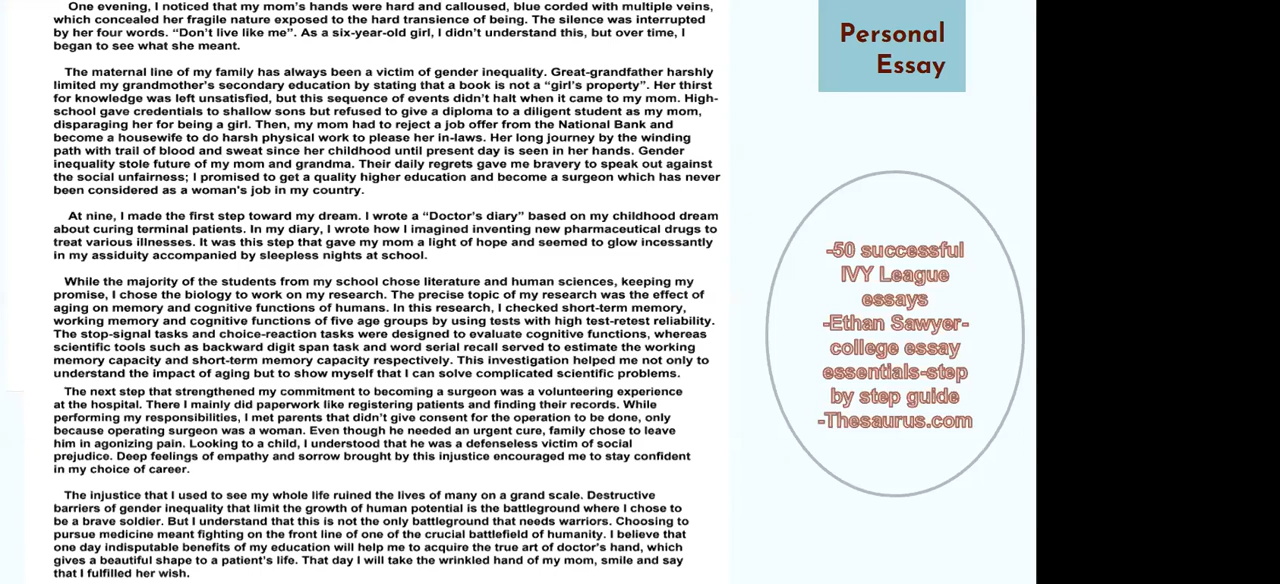 One evening, I noticed that my mom's hands were hard and calloused, blue corded with multiple veins,
which concealed her fragile nature exposed to the hard transience of being. The silence was interrupted
by her four words. “Don't live like me”. As a six-year-old girl, I didn't understand this, but over time, I
began to see what she meant.
The maternal line of my family has always been a victim of gender inequality. Great-grandfather harshly
limited my grandmother's secondary education by stating that a book is not a “girl's property”. Her thirst
for knowledge was left unsatisfied, but this sequence of events didn't halt when it came to my mom. High-
school gave credentials to shallow sons but refused to give a diploma to a diligent student as my mom,
disparaging her for being a girl. Then, my mom had to reject a job offer from the National Bank and
become a housewife to do harsh physical work to please her in-laws. Her long journey by the winding
path with trail of blood and sweat since her childhood until present day is seen in her hands. Gender
inequality stole future of my mom and grandma. Their daily regrets gave me bravery to speak out against
the social unfairness; I promised to get a quality higher education and become a surgeon which has never
been considered as a woman's job in my country.
At nine, I made the first step toward my dream. I wrote a “Doctor's diary” based on my childhood dream
about curing terminal patients. In my diary, I wrote how I imagined inventing new pharmaceutical drugs to
treat various illnesses. It was this step that gave my mom a light of hope and seemed to glow incessantly
in my assiduity accompanied by sleepless nights at school.
While the majority of the students from my school chose literature and human sciences, keeping my
promise, I chose the biology to work on my research. The precise topic of my research was the effect of
aging on memory and cognitive functions of humans. In this research, I checked short-term memory,
working memory and cognitive functions of five age groups by using tests with high test-retest reliability.
The stop-signal tasks and choice-reaction tasks were designed to evaluate cognitive functions, whereas
scientific tools such as backward digit span task and word serial recall served to estimate the working
memory capacity and short-term memory capacity respectively. This investigation helped me not only to
understand the impact of aging but to show myself that I can solve complicated scientific problems.
The next step that strengthened my commitment to becoming a surgeon was a volunteering experience
at the hospital. There I mainly did paperwork like registering patients and finding their records. While
performing my responsibilities, I met parents that didn't give consent for the operation to be done, only
because operating surgeon was a woman. Even though he needed an urgent cure, family chose to leave
him in agonizing pain. Looking to a child, I understood that he was a defenseless victim of social
prejudice. Deep feelings of empathy and sorrow brought by this injustice encouraged me to stay confident
in my choice of career.
The injustice that I used to see my whole life ruined the lives of many on a grand scale. Destructive
barriers of gender inequality that limit the growth of human potential is the battleground where I chose to
be a brave soldier. But I understand that this is not the only battleground that needs warriors. Choosing to
pursue medicine meant fighting on the front line of one of the crucial battlefield of humanity. I believe that
one day indisputable benefits of my education will help me to acquire the true art of doctor's hand, which
gives a beautiful shape to a patient's life. That day I will take the wrinkled hand of my mom, smile and say
that I fulfilled her wish.
Personal
Essay
-50 successful
IVY League
essays
-Ethan Sawyer-
college essay
essentials-step
by step guide
-Thesaurus.com